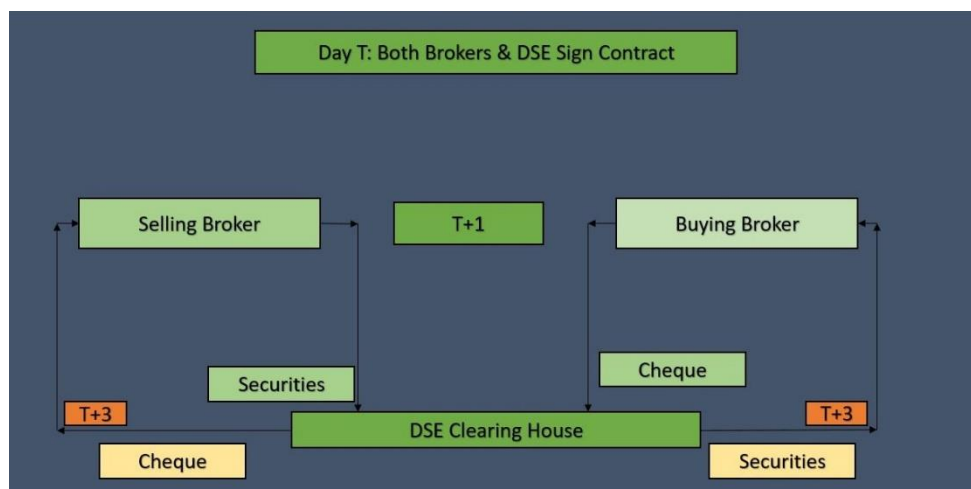 Day T: Both Brokers & DSE Sign Contract
Selling Broker
T+1
Buying Broker
Securities
Cheque
T+3
DSE Clearing House
T+3
Cheque
Securities